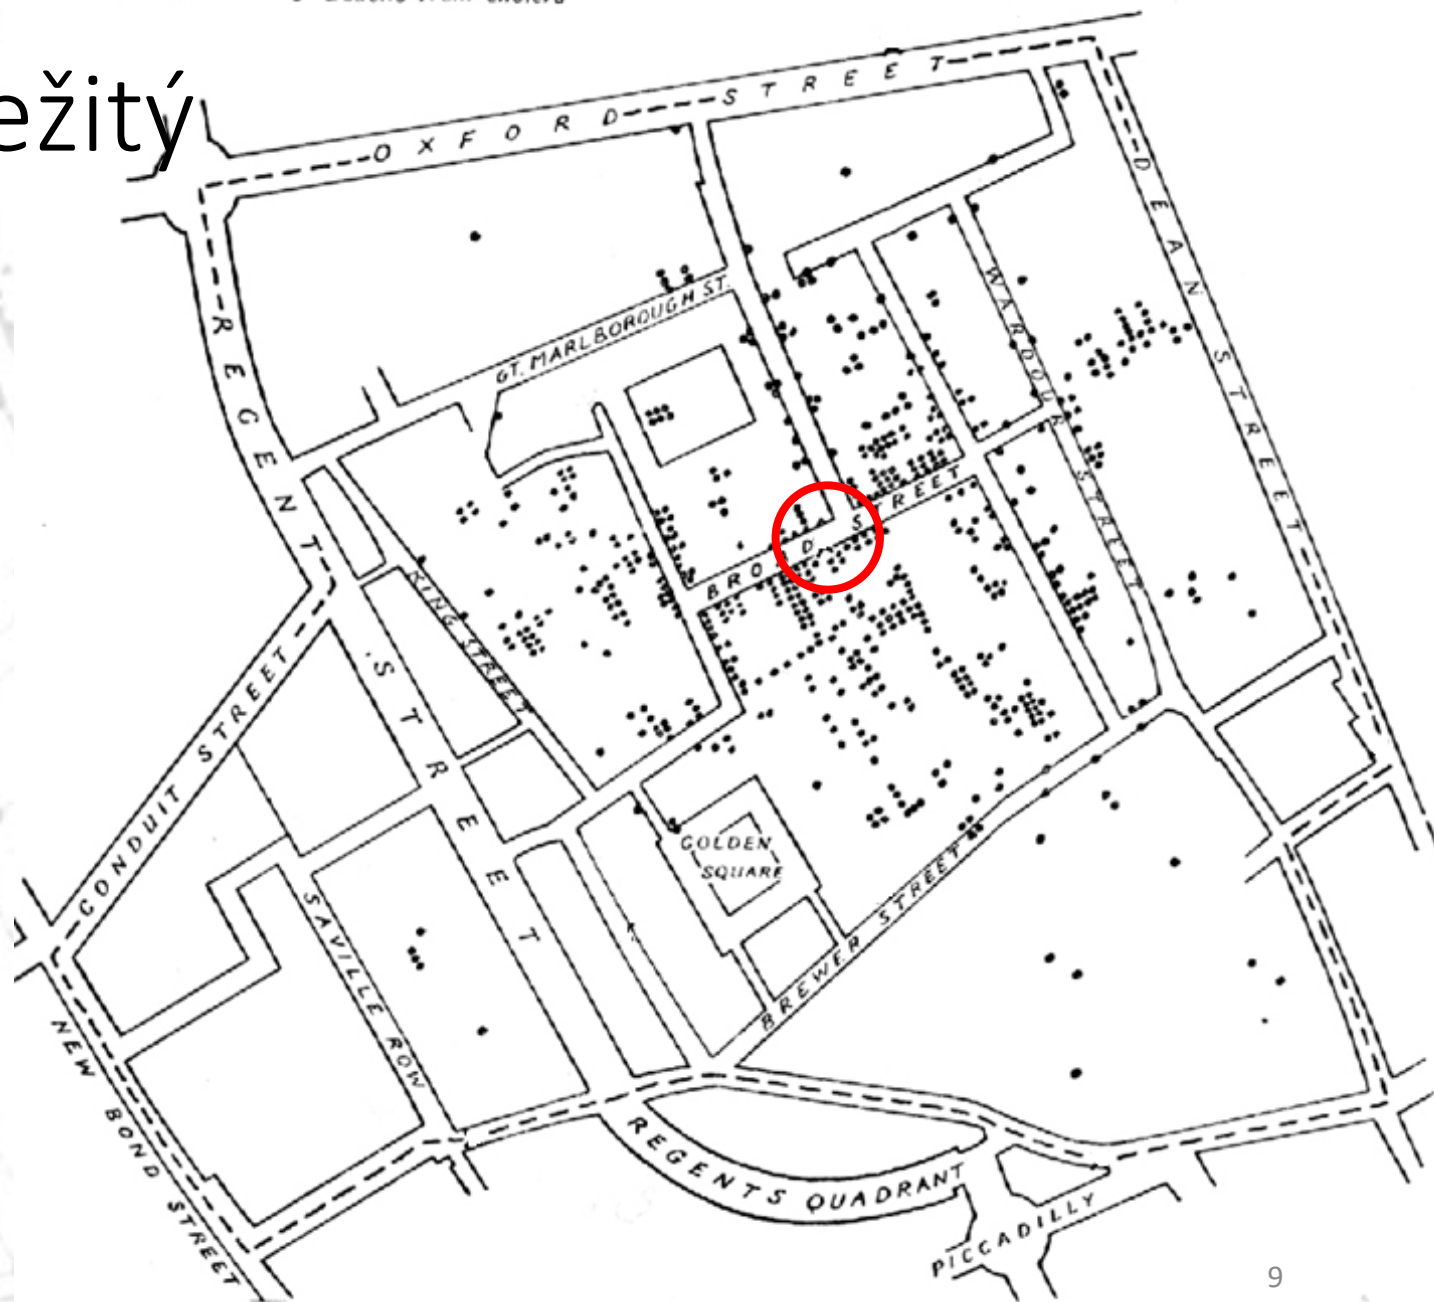 ežitý
OXFORD STREET
DEAN STREET
REGENT STREET
GT. MARLBOROUGH ST.
WARDOUR STREET
BROAD STREET
KING STREET
CONDUIT STREET
GOLDEN
SQUARE
SAVILLE ROW
BREWER STREET
NEW BOND STREET
REGENTS QUADRANT
PICCADILLY
9